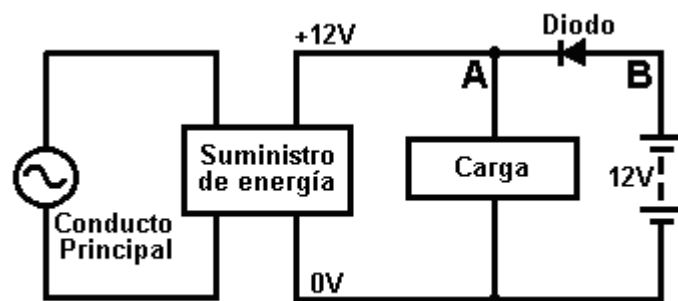 Diodo
+12V
A
B
Suministro
de energía
Carga
12V
Conducto
Principal
0V